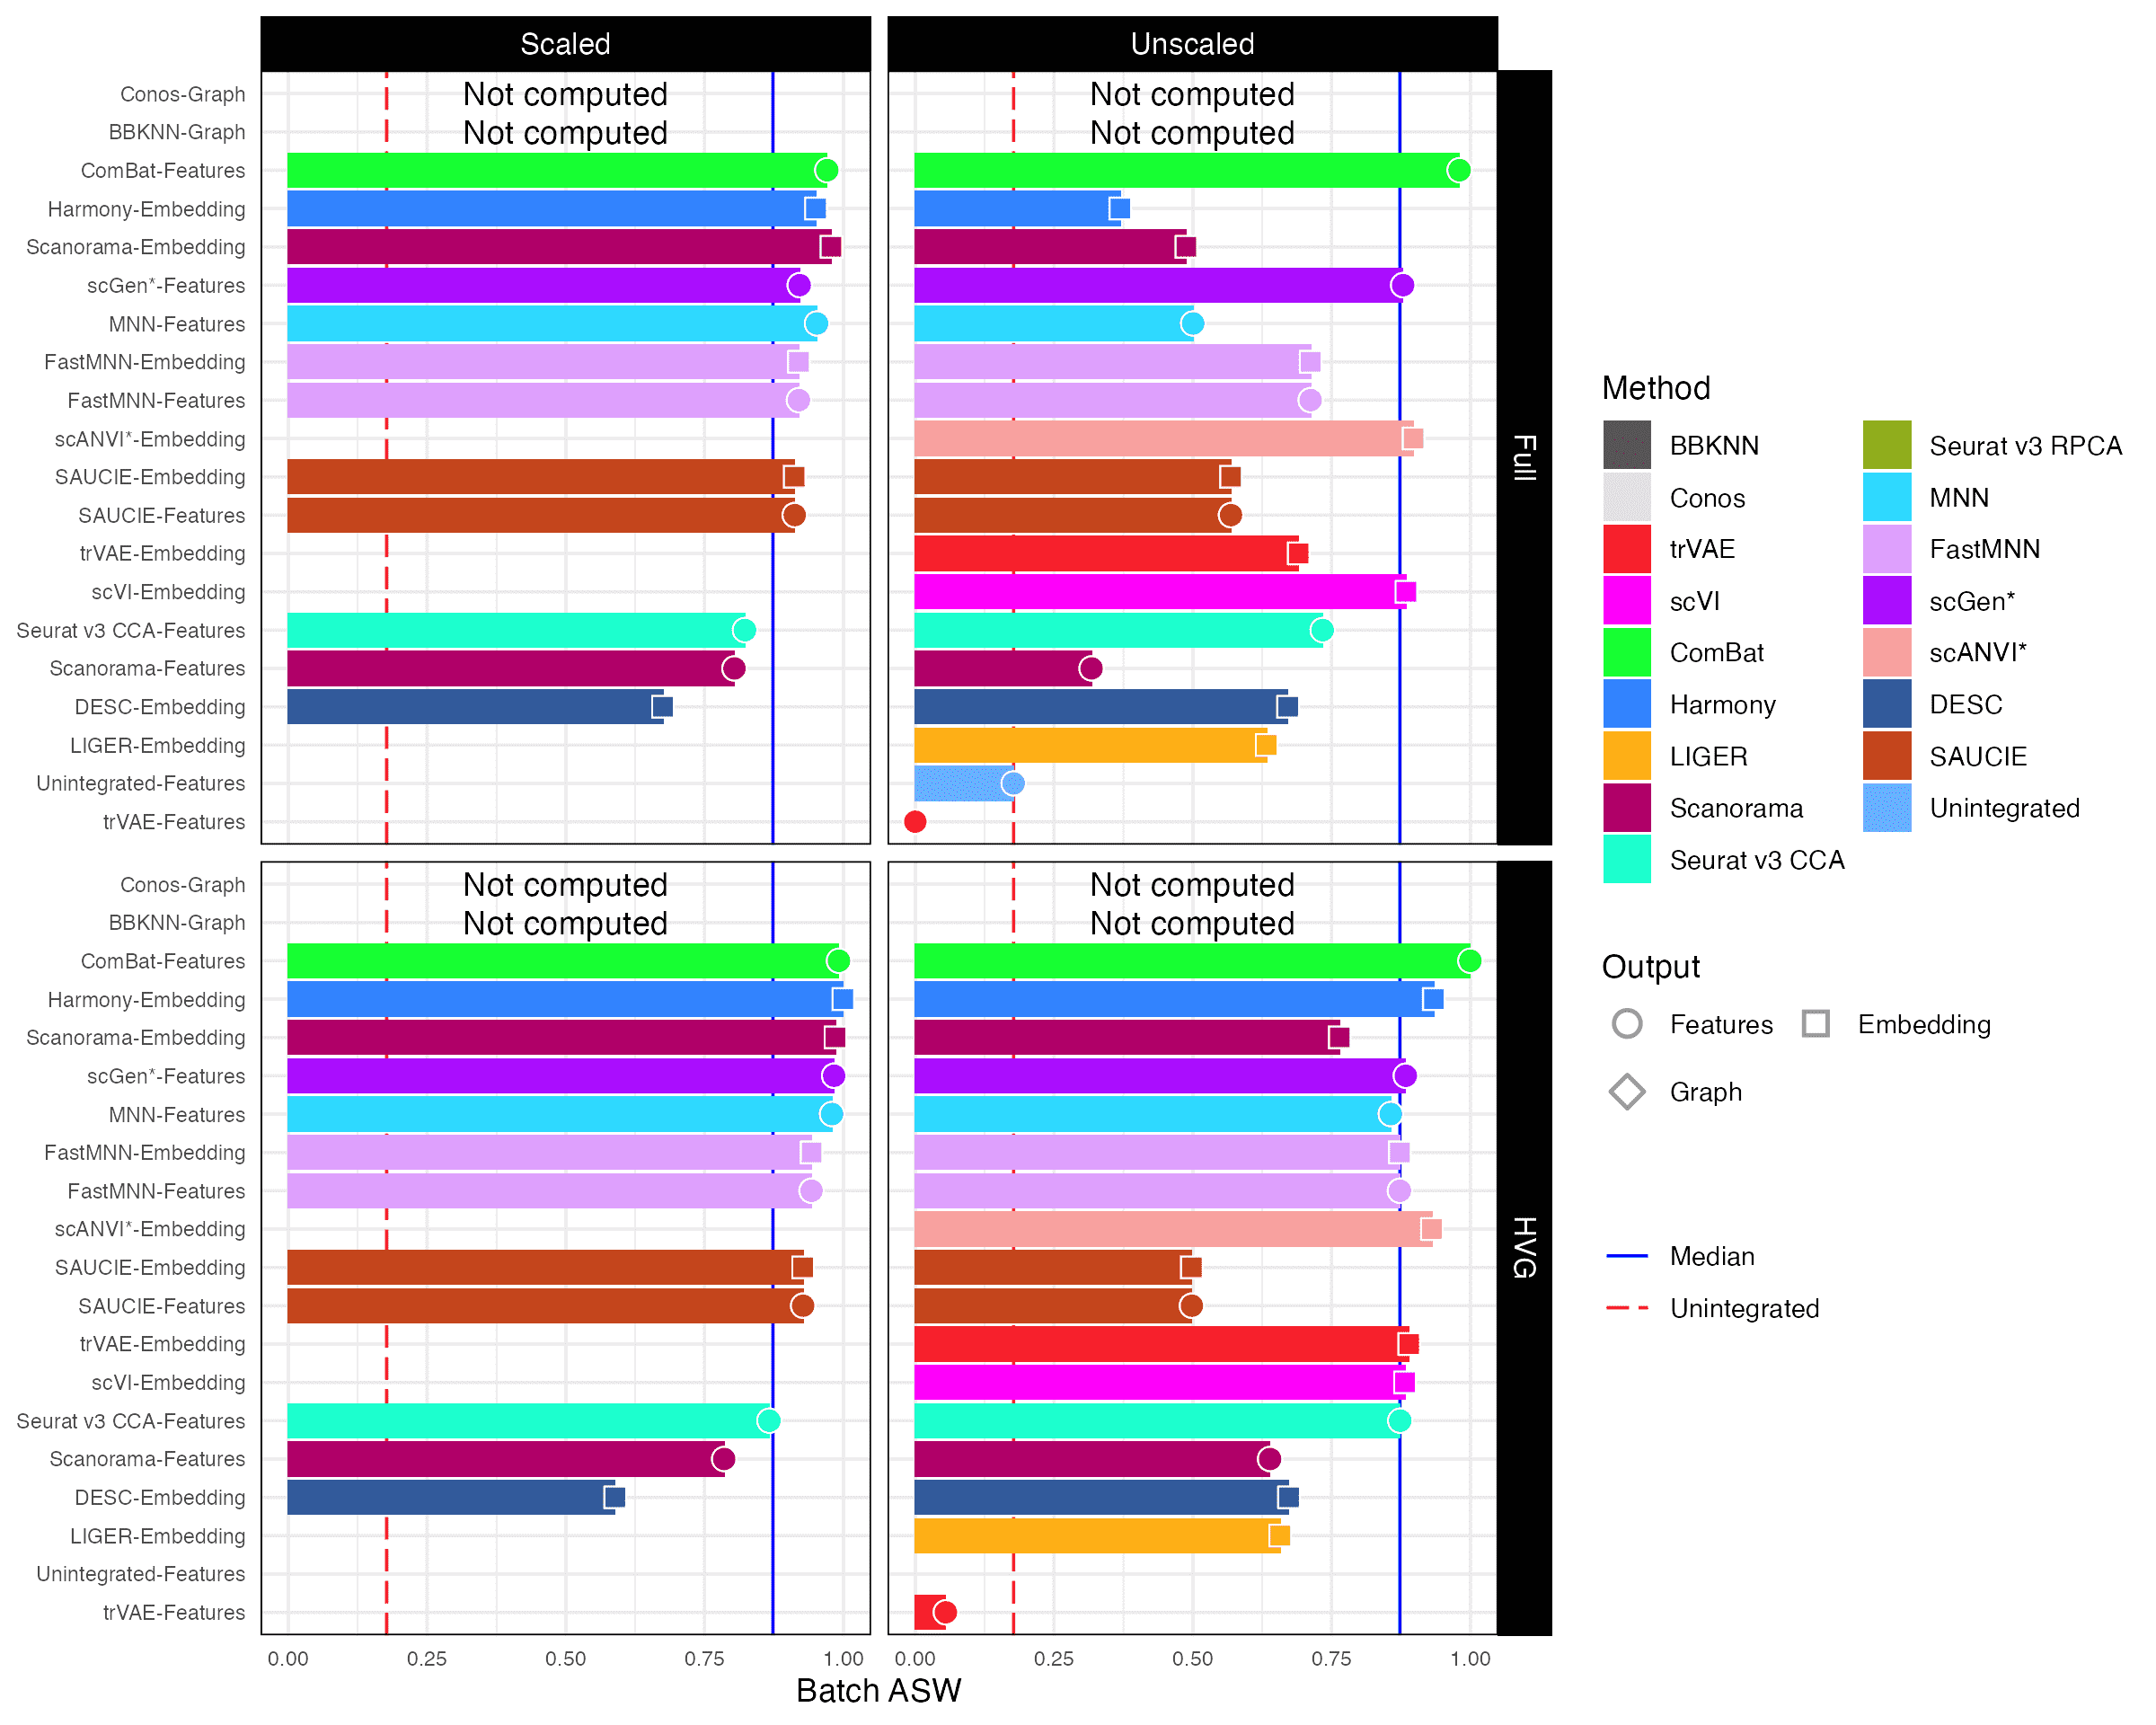 Scaled
Unscaled
Conos-Graph
BBKNN-Graph
ComBat-Features
Harmony-Embedding
Scanorama-Embedding
scGen*-Features
MNN-Features
FastMNN-Embedding
FastMNN-Features
scANVI*-Embedding
SAUCIE-Embedding
SAUCIE-Features
trVAE-Embedding
scVI-Embedding
Seurat v3 CCA-Features
Scanorama-Features
DESC-Embedding
LIGER-Embedding
Unintegrated-Features
trVAE-Features
Not computed
Not computed
Not computed
Not computed
Full
Conos-Graph
BBKNN-Graph
ComBat-Features
Harmony-Embedding
Scanorama-Embedding
scGen*-Features
MNN-Features
FastMNN-Embedding
FastMNN-Features
scANVI*-Embedding
SAUCIE-Embedding
SAUCIE-Features
trVAE-Embedding
scVI-Embedding
Seurat v3 CCA-Features
Scanorama-Features
DESC-Embedding
LIGER-Embedding
Unintegrated-Features
trVAE-Features
Not computed
Not computed
Not computed
Not computed
HVG
0.00 0.25 0.50 0.75 1.00
0.00 0.25 0.50 0.75 1.00
Batch ASW
Method
BBKNN
Conos
trVAE
scVI
ComBat
Harmony
LIGER
Scanorama
Seurat v3 CCA
Seurat v3 RPCA
MNN
FastMNN
scGen*
scANVI*
DESC
SAUCIE
Unintegrated
Output
Features
Embedding
Graph
Median
Unintegrated